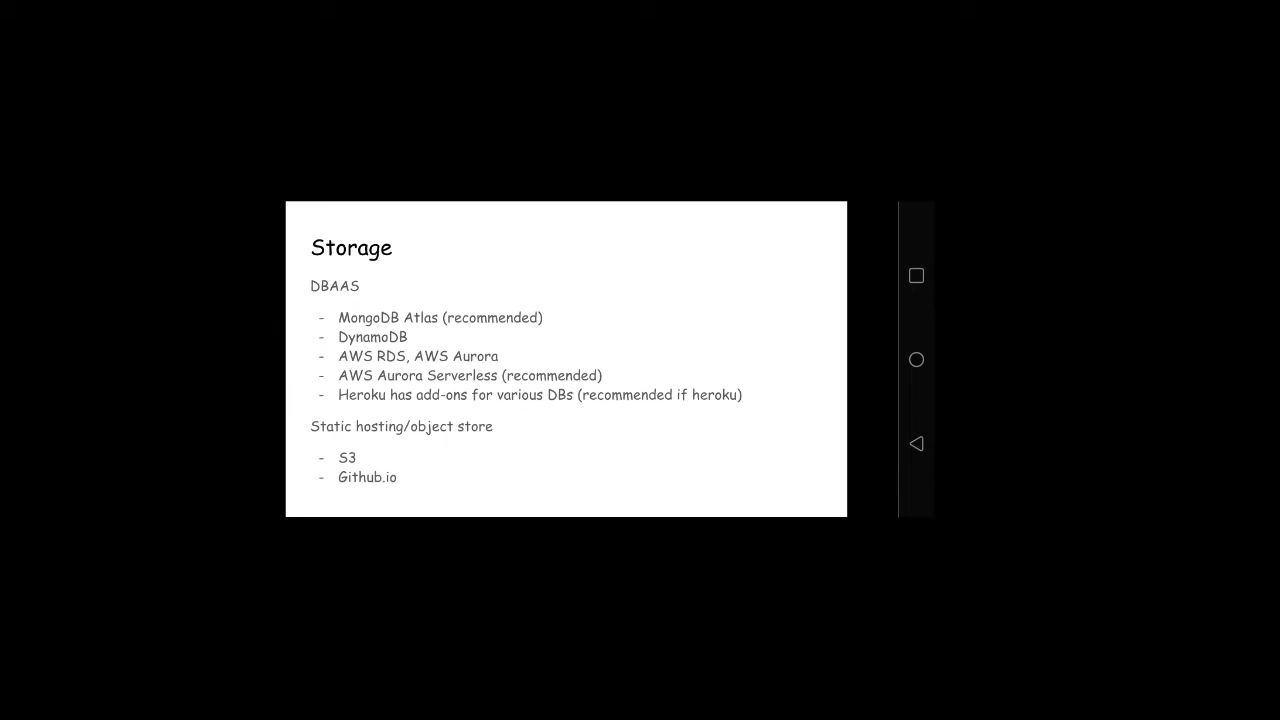 Storage
DBAAS
- MongoDB Atlas (recommended)
- DynamoDB
- AWS RDS, AWS Aurora
- AWS Aurora Serverless (recommended)
- Heroku has add-ons for various DBs (recommended if heroku)
Static hosting/object store
- S3
- Github.io